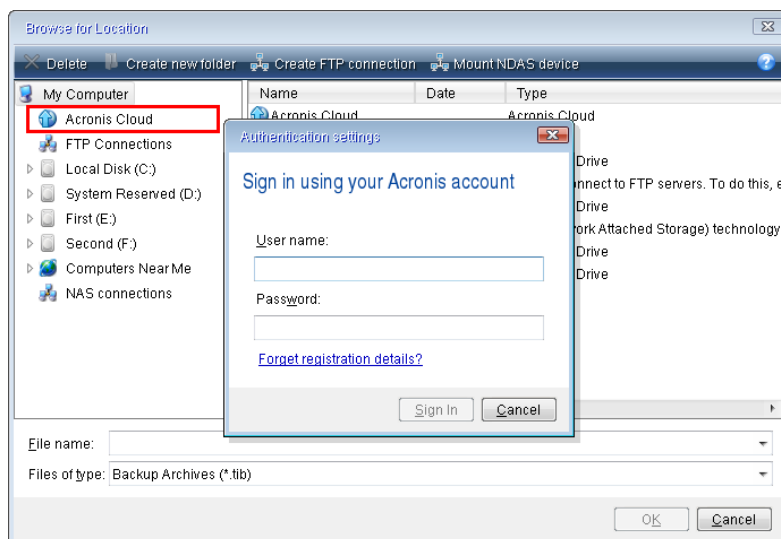 Browse for Location
Delete Create new folder Create FTP connection Mount NDAS device
My Computer
Acronis Cloud
FTP Connections
Local Disk (C:)
System Reserved (D:)
First (E:)
Second (F:)
Computers Near Me
NAS connections
Name Date Type
Acronis Cloud Acronis Cloud
Drive
nnect to FTP servers. To do this, e
Drive
ork Attached Storage) technology
Drive
Drive
Authentication settings
Sign in using your Acronis account
User name:
Password:
Forget registration details?
Sign In Cancel
File name:
Files of type: Backup Archives (*.tib)
OK Cancel